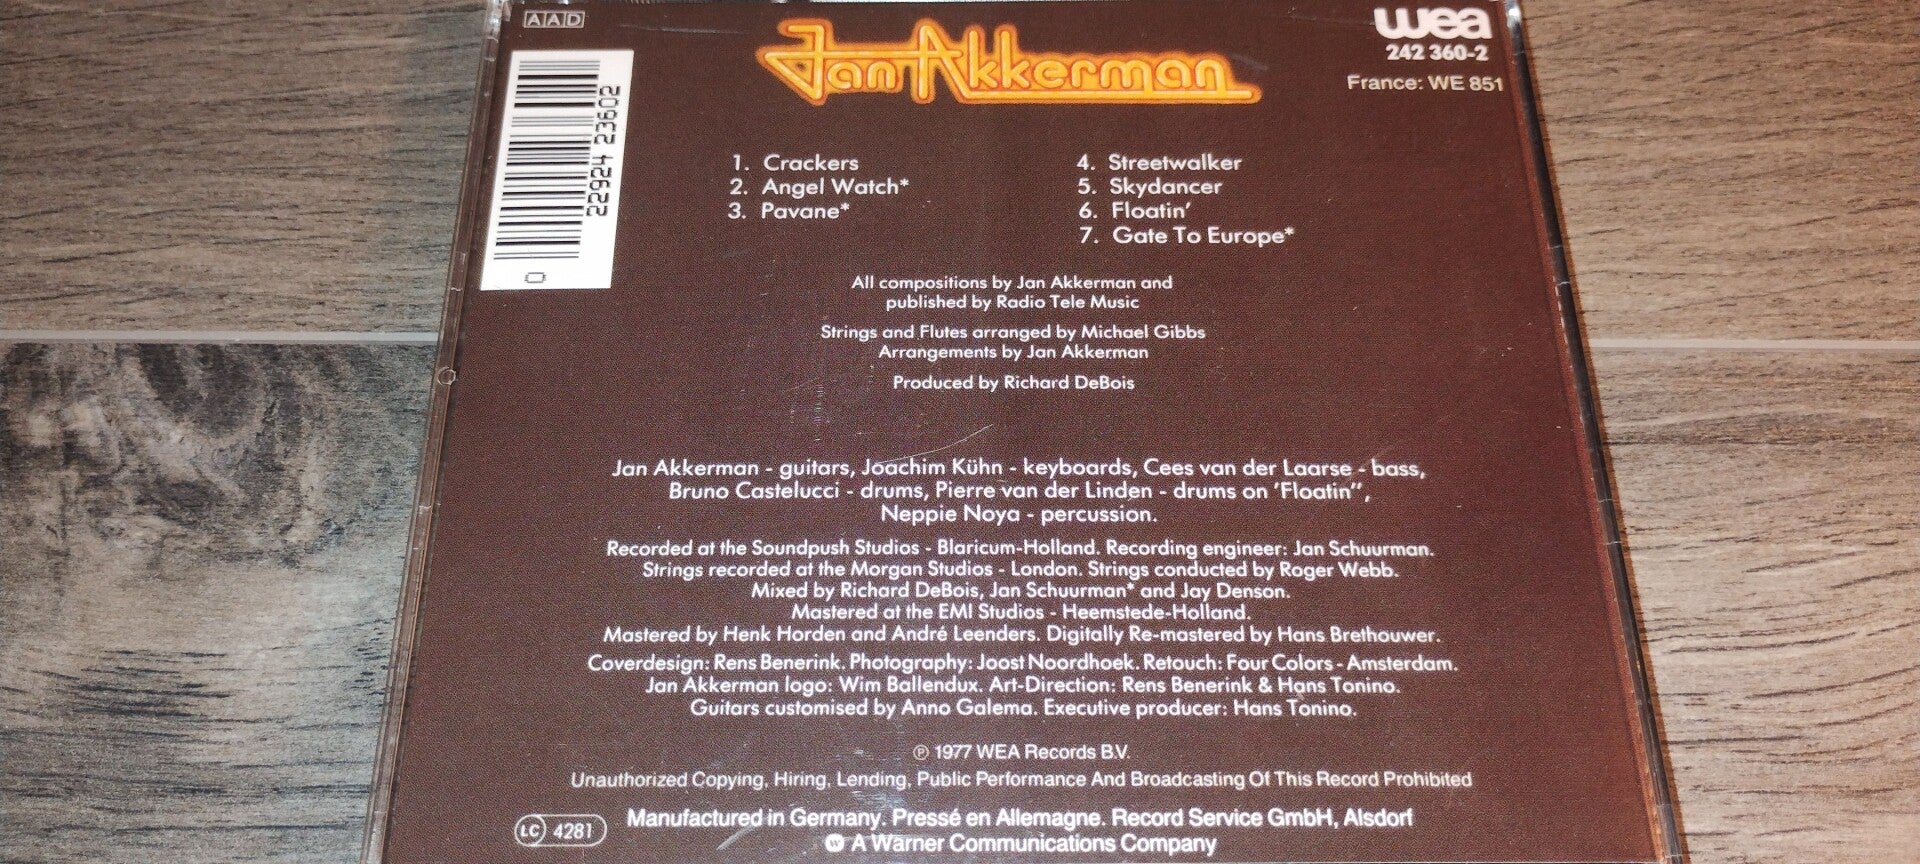 AAD
Jan Akkerman
wea
242 360-2
France: WE 851
22924 23602
0
1. Crackers
2. Angel Watch*
3. Pavane*
4. Streetwalker
5. Skydancer
6. Floatin'
7. Gate To Europe*
All compositions by Jan Akkerman and
published by Radio Tele Music
Strings and Flutes arranged by Michael Gibbs
Arrangements by Jan Akkerman
Produced by Richard DeBois
Jan Akkerman - guitars, Joachim Kühn - keyboards, Cees van der Laarse - bass,
Bruno Castelucci - drums, Pierre van der Linden - drums on 'Floatin'',
Neppie Noya - percussion.
Recorded at the Soundpush Studios - Blaricum-Holland. Recording engineer: Jan Schuurman.
Strings recorded at the Morgan Studios - London. Strings conducted by Roger Webb.
Mixed by Richard DeBois, Jan Schuurman* and Jay Denson.
Mastered at the EMI Studios - Heemstede-Holland.
Mastered by Henk Horden and André Leenders. Digitally Re-mastered by Hans Brethouwer.
Coverdesign: Rens Benerink. Photography: Joost Noordhoek. Retouch: Four Colors - Amsterdam.
Jan Akkerman logo: Wim Ballendux. Art-Direction: Rens Benerink & Hans Tonino.
Guitars customised by Anno Galema. Executive producer: Hans Tonino.
℗ 1977 WEA Records B.V.
Unauthorized Copying, Hiring, Lending, Public Performance And Broadcasting Of This Record Prohibited
LC 4281
Manufactured in Germany. Pressé en Allemagne. Record Service GmbH, Alsdorf
A Warner Communications Company